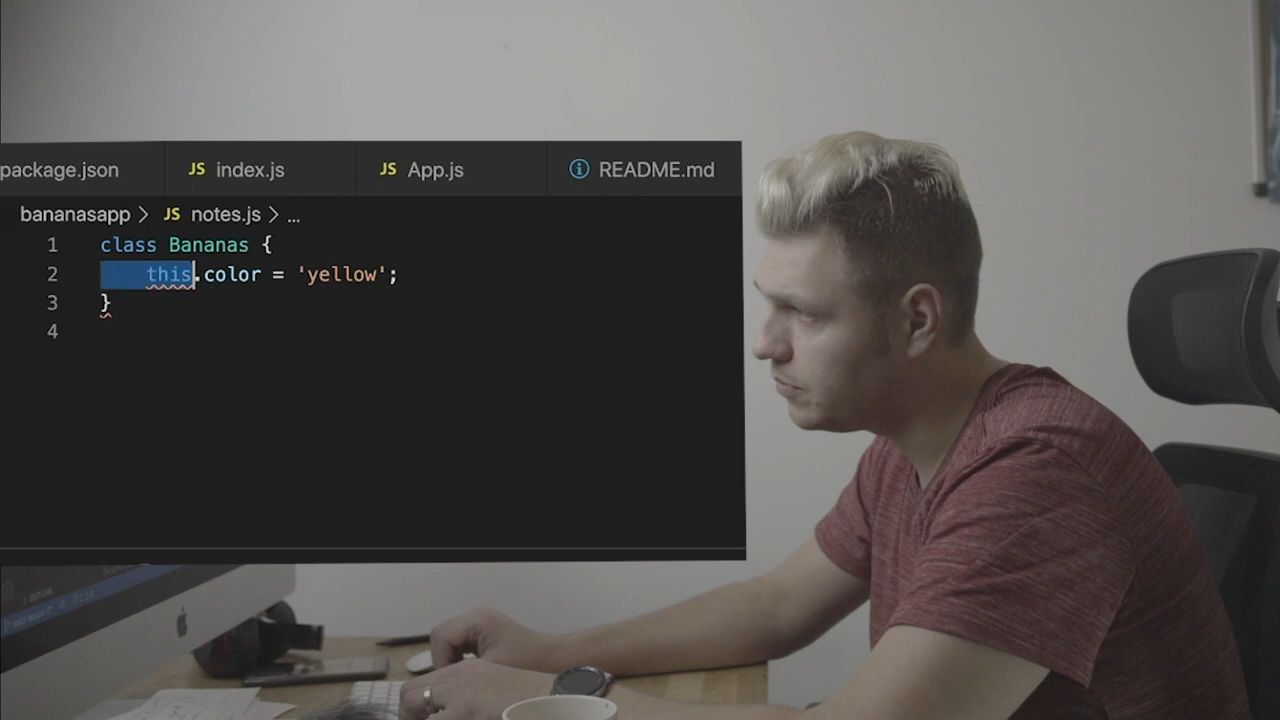 package.json JS index.js JS App.js README.md
bananasapp > JS notes.js > ...
1 class Bananas {
2 this.color = 'yellow';
3 }
4